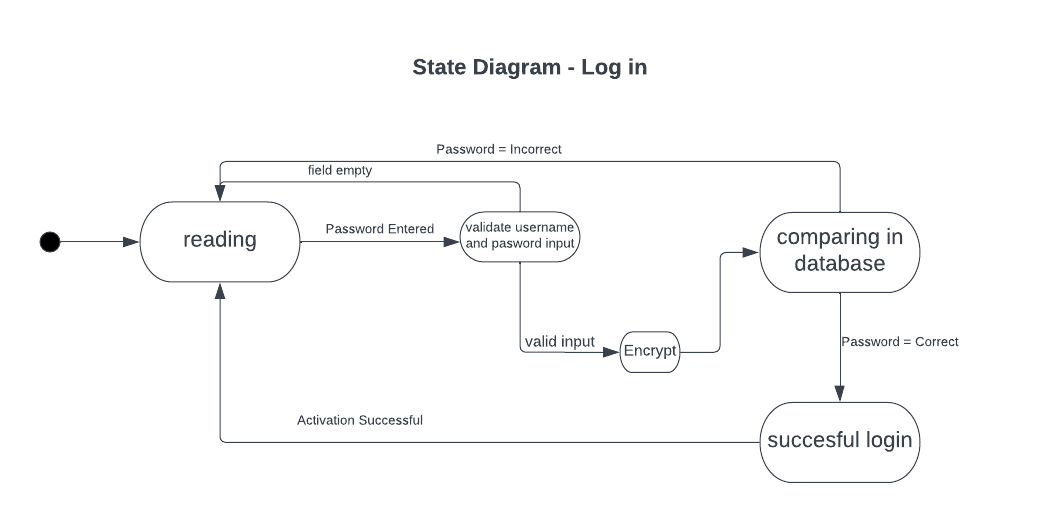 State Diagram - Log in
Password = Incorrect
field empty
reading
Password Entered
validate username
and pasword input
comparing in
database
valid input
Encrypt
Password = Correct
Activation Successful
succesful login